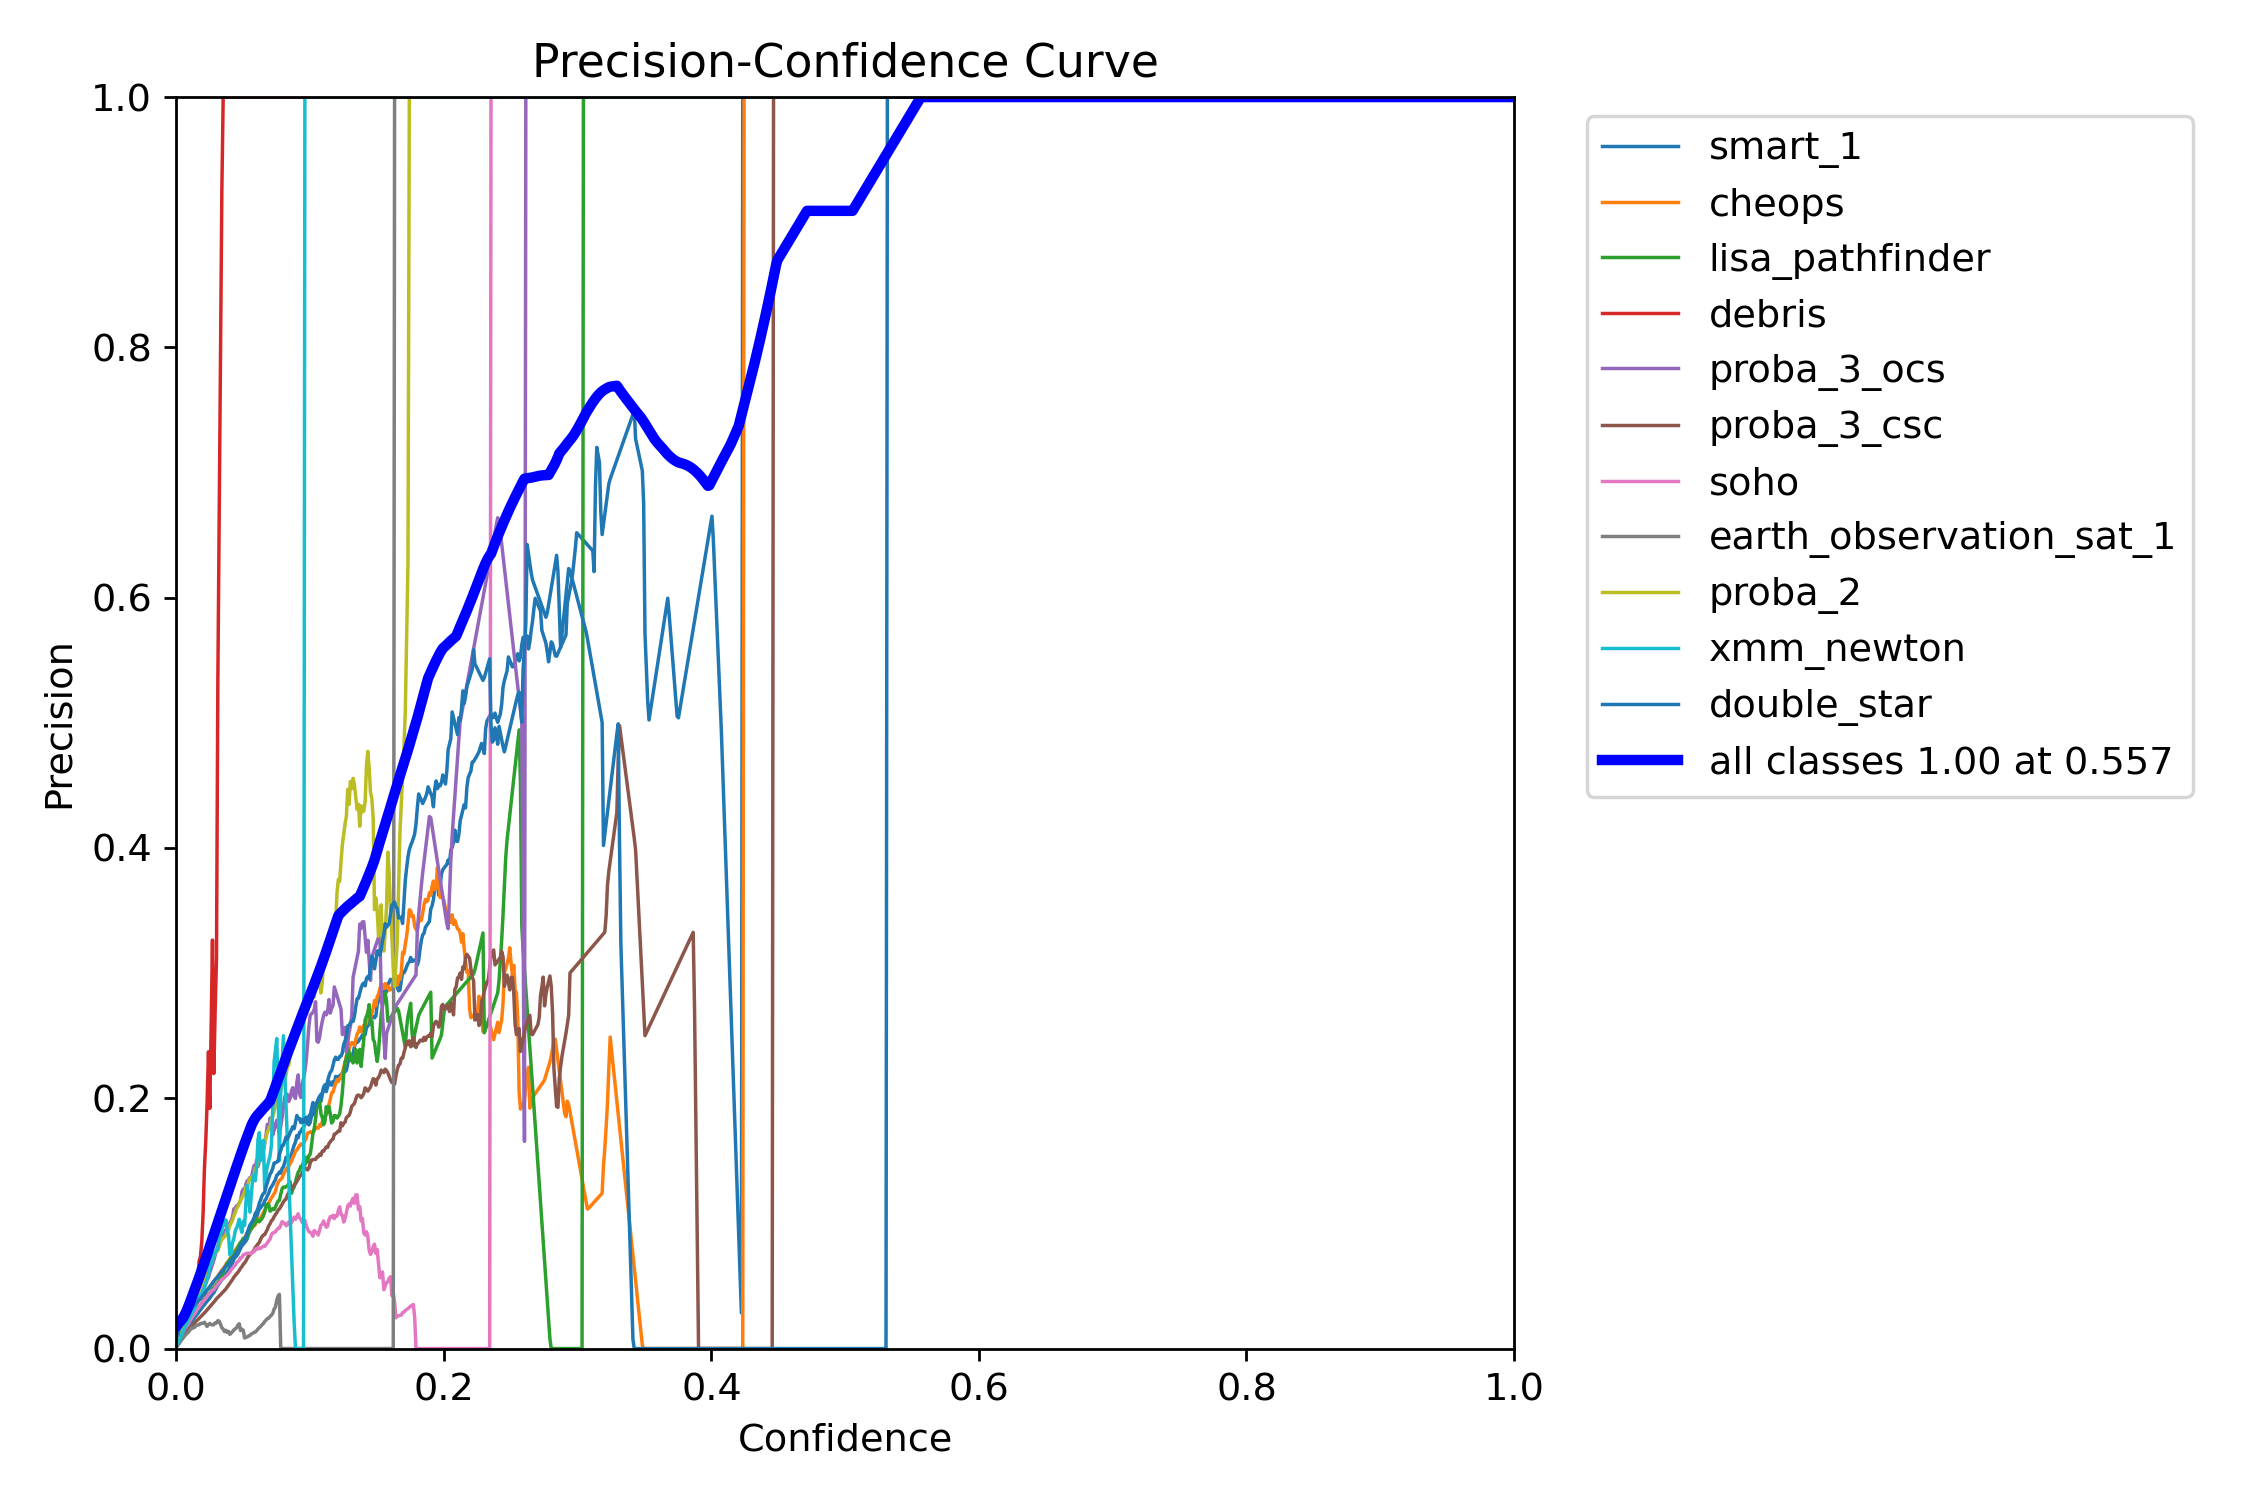 Precision-Confidence Curve
1.0
0.8
0.6
0.4
0.2
0.0
Precision
0.0 0.2 0.4 0.6 0.8 1.0
Confidence
smart_1
cheops
lisa_pathfinder
debris
proba_3_ocs
proba_3_csc
soho
earth_observation_sat_1
proba_2
xmm_newton
double_star
all classes 1.00 at 0.557